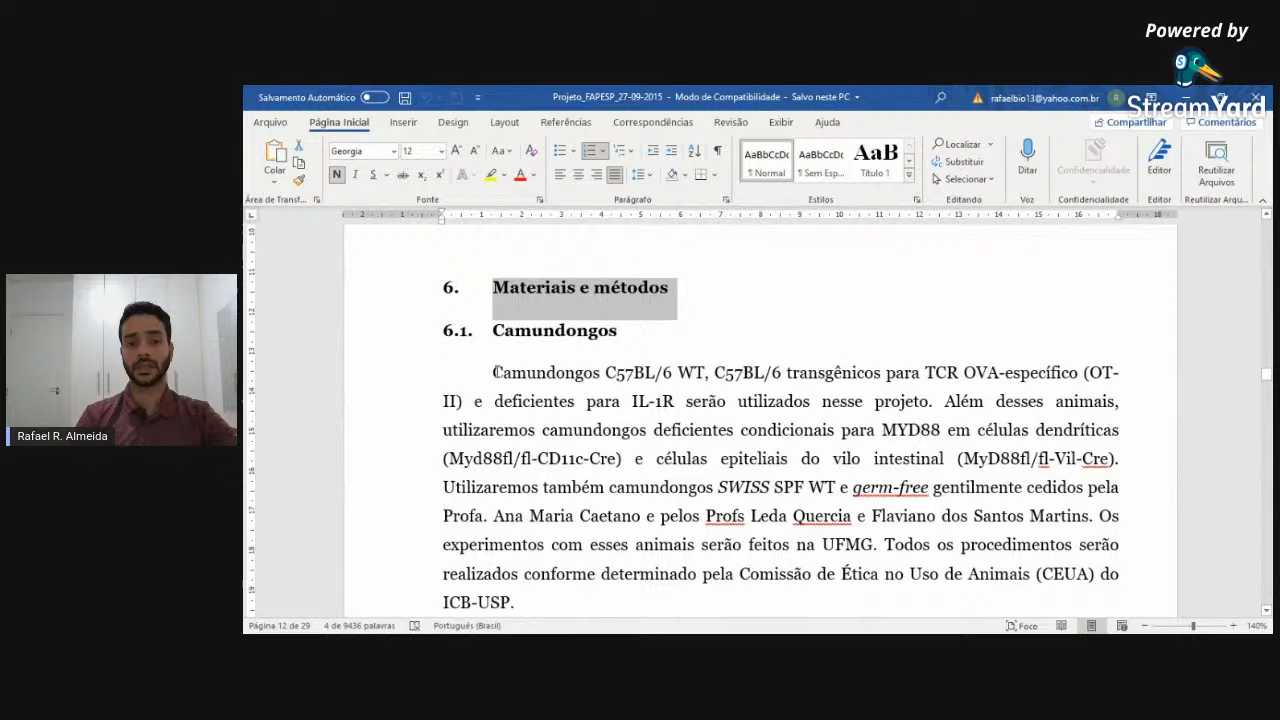 Powered by
StreamYard
Salvamento Automático
Projeto_FAPESP_27-09-2015 - Modo de Compatibilidade - Salvo neste PC
rafaelbio13@yahoo.com.br
R
Arquivo Página Inicial Inserir Design Layout Referências Correspondências Revisão Exibir Ajuda Compartilhar Comentários
Colar
Georgia 12
N I S
AaBbCcDc AaBbCcDc AaB
¶ Normal ¶ Sem Esp... Título 1
Localizar
Substituir
Selecionar
Ditar
Confidencialidade
Editor
Reutilizar Arquivos
Área de Transf... Fonte Parágrafo Estilos Editando Voz Confidencialidade Editor Reutilizar Arqu...
6. Materiais e métodos
6.1. Camundongos
Camundongos C57BL/6 WT, C57BL/6 transgênicos para TCR OVA-específico (OT-
II) e deficientes para IL-1R serão utilizados nesse projeto. Além desses animais,
utilizaremos camundongos deficientes condicionais para MYD88 em células dendríticas
(Myd88fl/fl-CD11c-Cre) e células epiteliais do vilo intestinal (MyD88fl/fl-Vil-Cre).
Utilizaremos também camundongos SWISS SPF WT e germ-free gentilmente cedidos pela
Profa. Ana Maria Caetano e pelos Profs Leda Quercia e Flaviano dos Santos Martins. Os
experimentos com esses animais serão feitos na UFMG. Todos os procedimentos serão
realizados conforme determinado pela Comissão de Ética no Uso de Animais (CEUA) do
ICB-USP.
Rafael R. Almeida
Página 12 de 29 4 de 9436 palavras Português (Brasil) Foco 140%